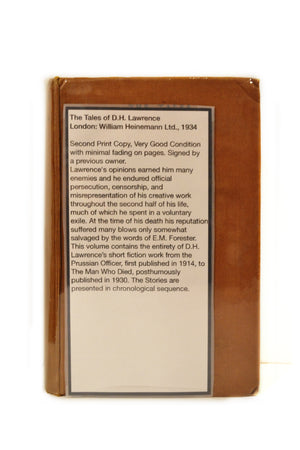 The Tales of D.H. Lawrence
London: William Heinemann Ltd., 1934
Second Print Copy, Very Good Condition
with minimal fading on pages. Signed by
a previous owner.
Lawrence's opinions earned him many
enemies and he endured official
persecution, censorship, and
misrepresentation of his creative work
throughout the second half of his life,
much of which he spent in a voluntary
exile. At the time of his death his reputation
suffered many blows only somewhat
salvaged by the words of E.M. Forester.
This volume contains the entirety of D.H.
Lawrence's short fiction work from the
Prussian Officer, first published in 1914, to
The Man Who Died, posthumously
published in 1930. The Stories are
presented in chronological sequence.